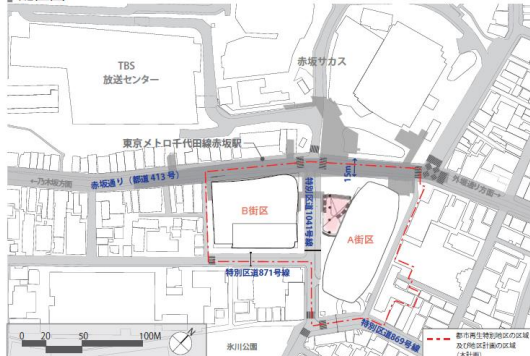 TBS
放送センター
赤坂サカス
東京メトロ千代田線赤坂駅
←乃木坂方面
赤坂通り（都道413号）
15m
外堀通り方面→
B街区
特別区道1041号線
A街区
特別区道871号線
特別区道869号線
氷川公園
0 20 50 100M
N
都市再生特別地区の区域
及び地区計画の区域
（本計画）